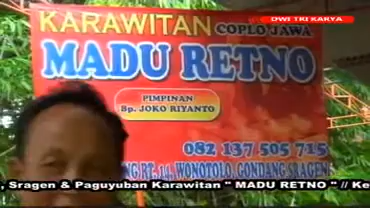 DWI TRI KARYA
KARAWITAN
COPLO JAWA
MADU RETNO
PIMPINAN
Bp. JOKO RIYANTO
082 137 505 715
RT. 14, WONOTOLO, GONDANG SRAGEN
, Sragen & Paguyuban Karawitan " MADU RETNO " // Ke